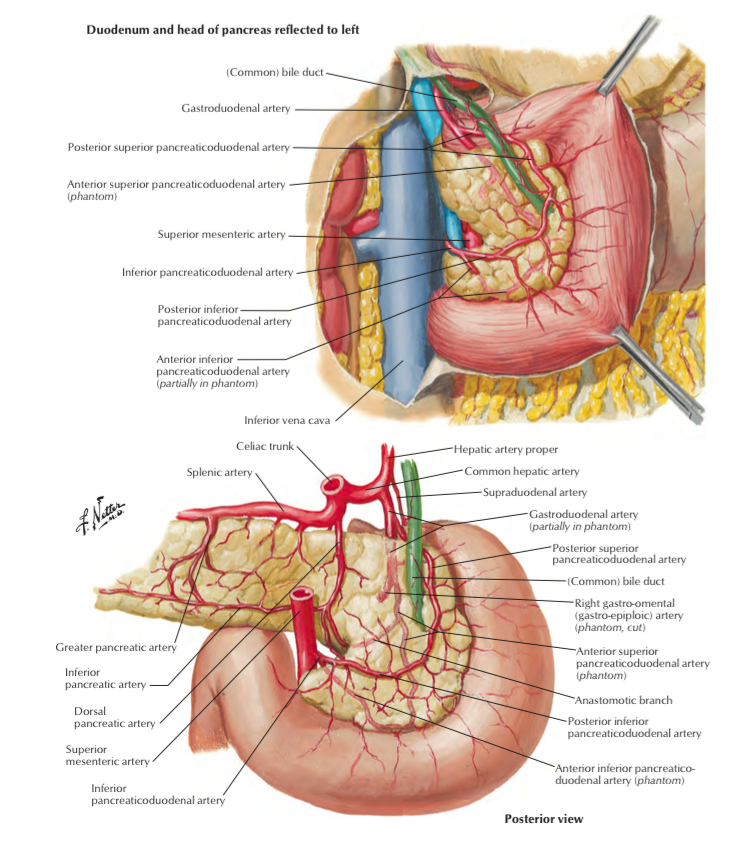 Duodenum and head of pancreas reflected to left
(Common) bile duct
Gastroduodenal artery
Posterior superior pancreaticoduodenal artery
Anterior superior pancreaticoduodenal artery
(phantom)
Superior mesenteric artery
Inferior pancreaticoduodenal artery
Posterior inferior
pancreaticoduodenal artery
Anterior inferior
pancreaticoduodenal artery
(partially in phantom)
Inferior vena cava
Celiac trunk
Splenic artery
Hepatic artery proper
Common hepatic artery
Supraduodenal artery
Gastroduodenal artery
(partially in phantom)
Posterior superior
pancreaticoduodenal artery
(Common) bile duct
Right gastro-omental
(gastro-epiploic) artery
(phantom, cut)
Anterior superior
pancreaticoduodenal artery
(phantom)
Anastomotic branch
Posterior inferior
pancreaticoduodenal artery
Anterior inferior pancreatico-
duodenal artery (phantom)
F. Netter
M.D.
Greater pancreatic artery
Inferior
pancreatic artery
Dorsal
pancreatic artery
Superior
mesenteric artery
Inferior
pancreaticoduodenal artery
Posterior view